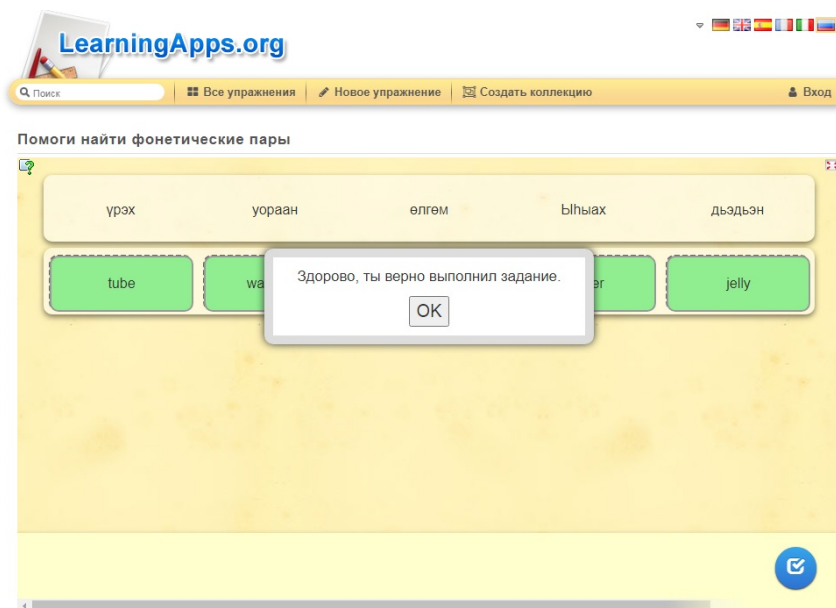 LearningApps.org
Поиск
Все упражнения
Новое упражнение
Создать коллекцию
Вход
Помоги найти фонетические пары
үрэх уораан өлгөм Ыһыах дьэдьэн
tube jelly
Здорово, ты верно выполнил задание.
OK